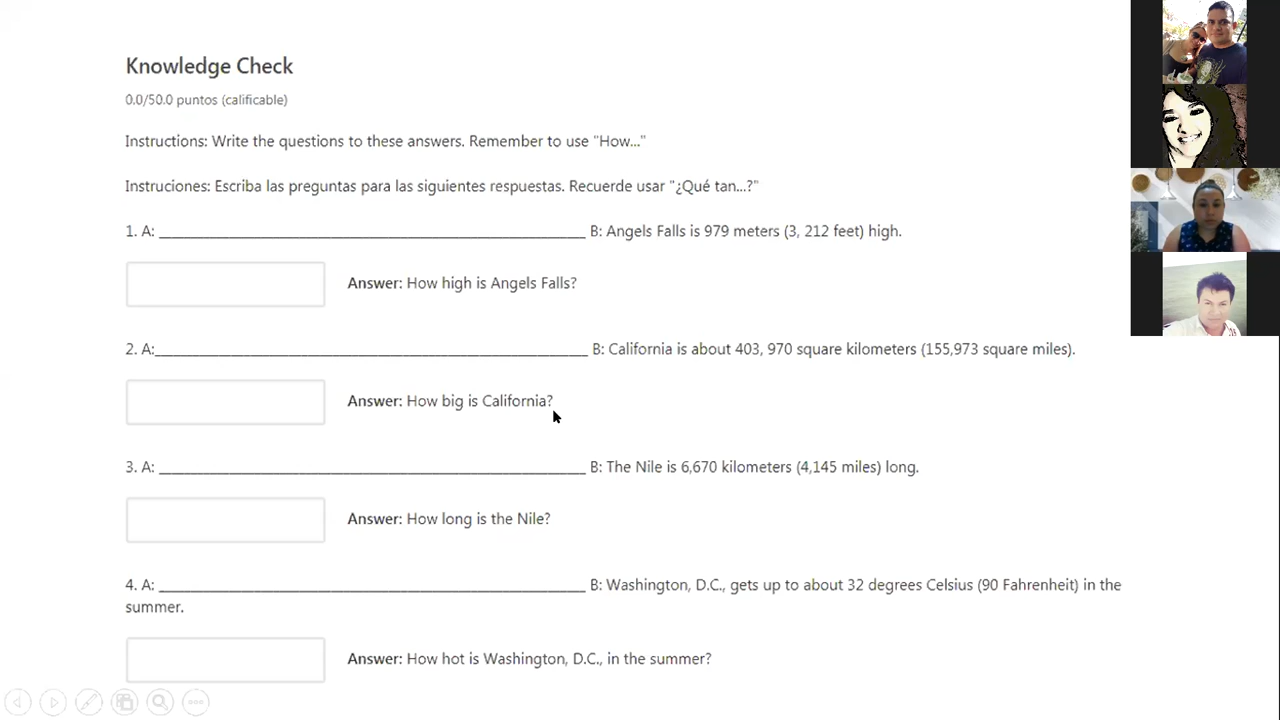 Knowledge Check
0.0/50.0 puntos (calificable)
Instructions: Write the questions to these answers. Remember to use "How..."
Instruciones: Escriba las preguntas para las siguientes respuestas. Recuerde usar "¿Qué tan...?"
1. A: ________________________________________________ B: Angels Falls is 979 meters (3, 212 feet) high.
Answer: How high is Angels Falls?
2. A:_________________________________________________ B: California is about 403, 970 square kilometers (155,973 square miles).
Answer: How big is California?
3. A: ________________________________________________ B: The Nile is 6,670 kilometers (4,145 miles) long.
Answer: How long is the Nile?
4. A: ________________________________________________ B: Washington, D.C., gets up to about 32 degrees Celsius (90 Fahrenheit) in the
summer.
Answer: How hot is Washington, D.C., in the summer?